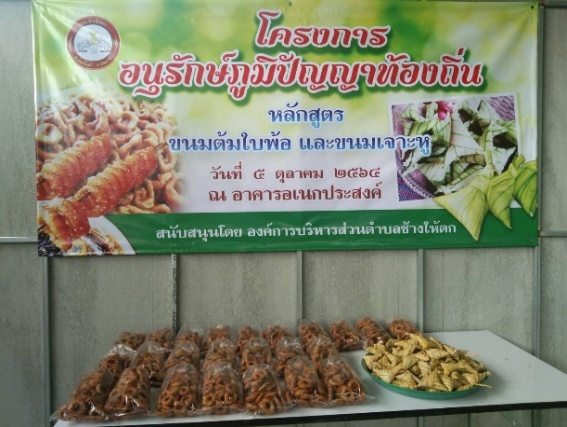 โครงการ
อนุรักษ์ภูมิปัญญาท้องถิ่น
หลักสูตร
ขนมต้มใบพ้อ และขนมเจาะหู
วันที่ ๕ ตุลาคม ๒๕๖๔
ณ อาคารอเนกประสงค์
สนับสนุนโดย องค์การบริหารส่วนตำบลช้างให้ตก